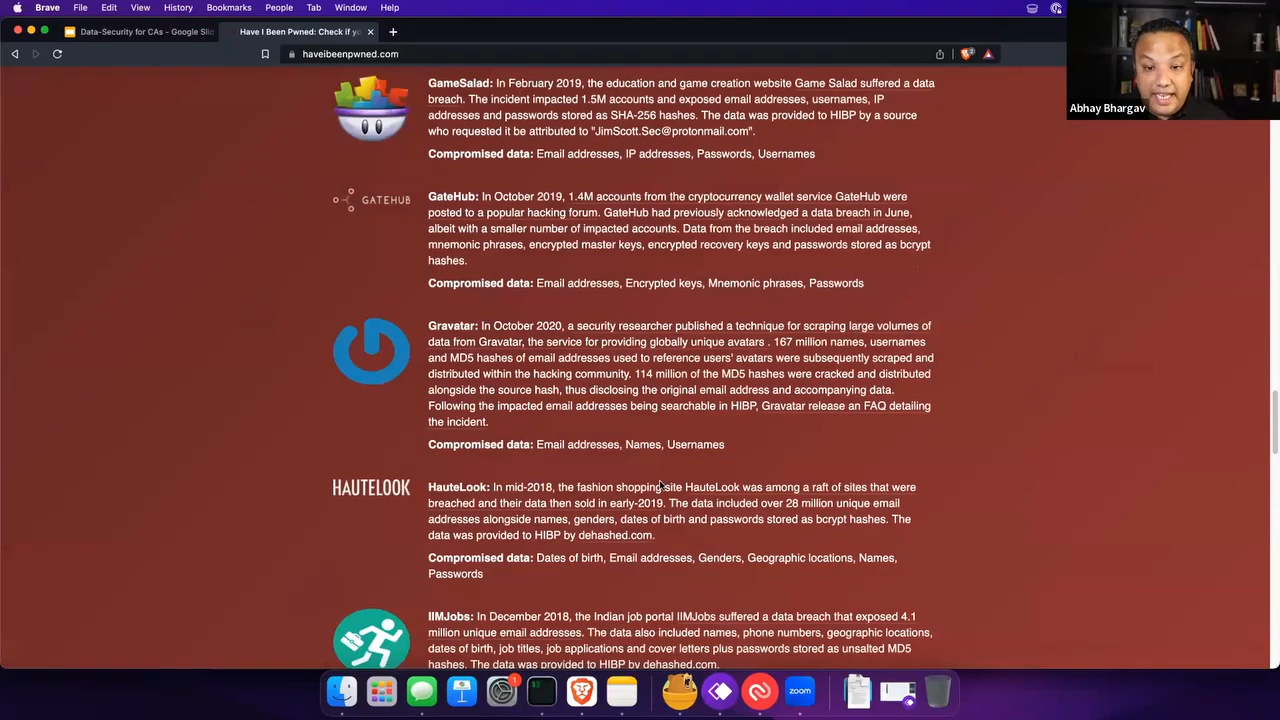 Brave File Edit View History Bookmarks People Tab Window Help
Data-Security for CAs - Google Slid
Have I Been Pwned: Check if yo
haveibeenpwned.com
2
Abhay Bhargav
GameSalad: In February 2019, the education and game creation website Game Salad suffered a data
breach. The incident impacted 1.5M accounts and exposed email addresses, usernames, IP
addresses and passwords stored as SHA-256 hashes. The data was provided to HIBP by a source
who requested it be attributed to "JimScott.Sec@protonmail.com".
Compromised data: Email addresses, IP addresses, Passwords, Usernames
GATEHUB
GateHub: In October 2019, 1.4M accounts from the cryptocurrency wallet service GateHub were
posted to a popular hacking forum. GateHub had previously acknowledged a data breach in June,
albeit with a smaller number of impacted accounts. Data from the breach included email addresses,
mnemonic phrases, encrypted master keys, encrypted recovery keys and passwords stored as bcrypt
hashes.
Compromised data: Email addresses, Encrypted keys, Mnemonic phrases, Passwords
Gravatar: In October 2020, a security researcher published a technique for scraping large volumes of
data from Gravatar, the service for providing globally unique avatars . 167 million names, usernames
and MD5 hashes of email addresses used to reference users' avatars were subsequently scraped and
distributed within the hacking community. 114 million of the MD5 hashes were cracked and distributed
alongside the source hash, thus disclosing the original email address and accompanying data.
Following the impacted email addresses being searchable in HIBP, Gravatar release an FAQ detailing
the incident.
Compromised data: Email addresses, Names, Usernames
HAUTELOOK
HauteLook: In mid-2018, the fashion shopping site HauteLook was among a raft of sites that were
breached and their data then sold in early-2019. The data included over 28 million unique email
addresses alongside names, genders, dates of birth and passwords stored as bcrypt hashes. The
data was provided to HIBP by dehashed.com.
Compromised data: Dates of birth, Email addresses, Genders, Geographic locations, Names,
Passwords
IIMJobs: In December 2018, the Indian job portal IIMJobs suffered a data breach that exposed 4.1
million unique email addresses. The data also included names, phone numbers, geographic locations,
dates of birth, job titles, job applications and cover letters plus passwords stored as unsalted MD5
hashes. The data was provided to HIBP by dehashed.com.
1
zoom